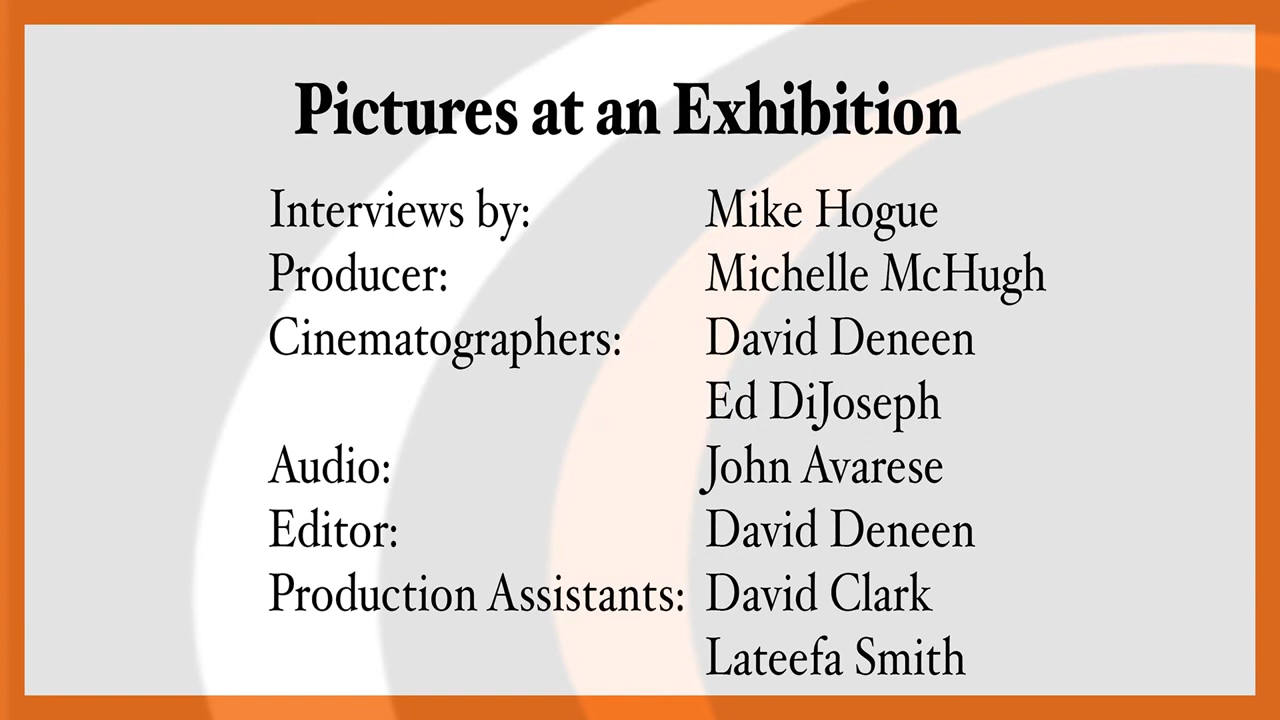 Pictures at an Exhibition
Interviews by: Mike Hogue
Producer: Michelle McHugh
Cinematographers: David Deneen
Ed DiJoseph
Audio: John Avarese
Editor: David Deneen
Production Assistants: David Clark
Lateefa Smith